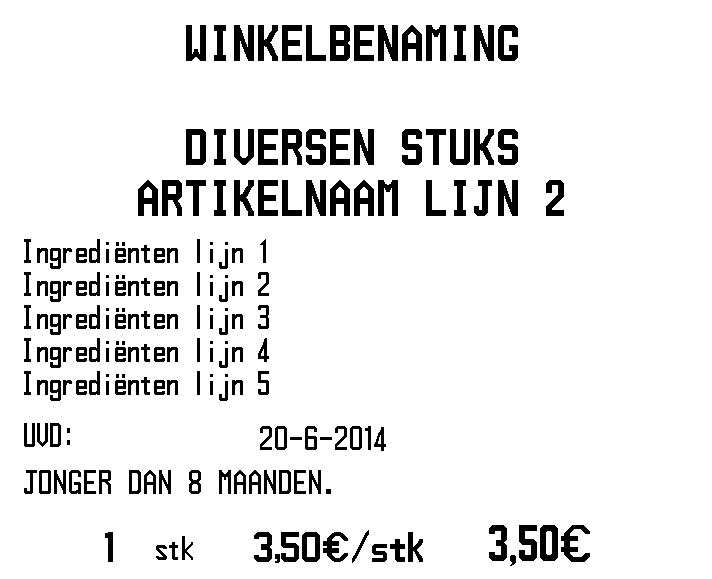 WINKELBENAMING
DIVERSEN STUKS
ARTIKELNAAM LIJN 2
Ingrediënten lijn 1
Ingrediënten lijn 2
Ingrediënten lijn 3
Ingrediënten lijn 4
Ingrediënten lijn 5
UVD: 20-6-2014
JONGER DAN 8 MAANDEN.
1 stk 3,50€/stk 3,50€